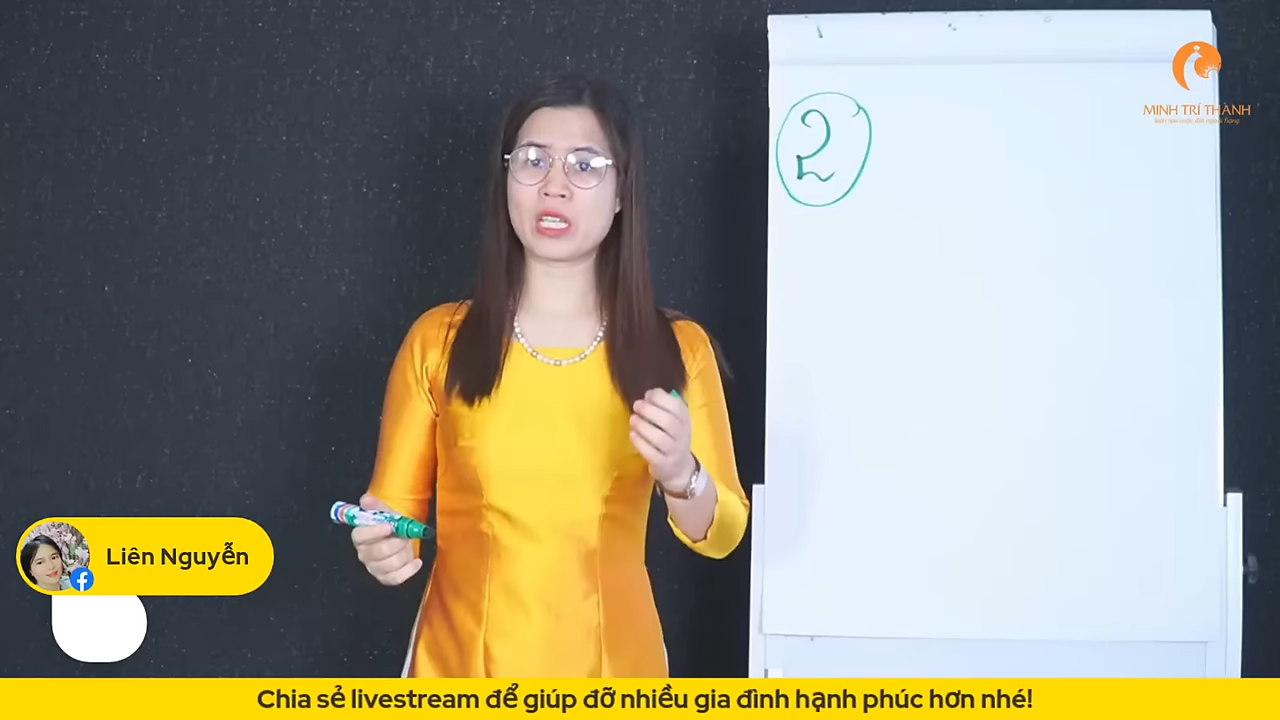 MINH TRÍ THÀNH
2
Liên Nguyễn
Chia sẻ livestream để giúp đỡ nhiều gia đình hạnh phúc hơn nhé!